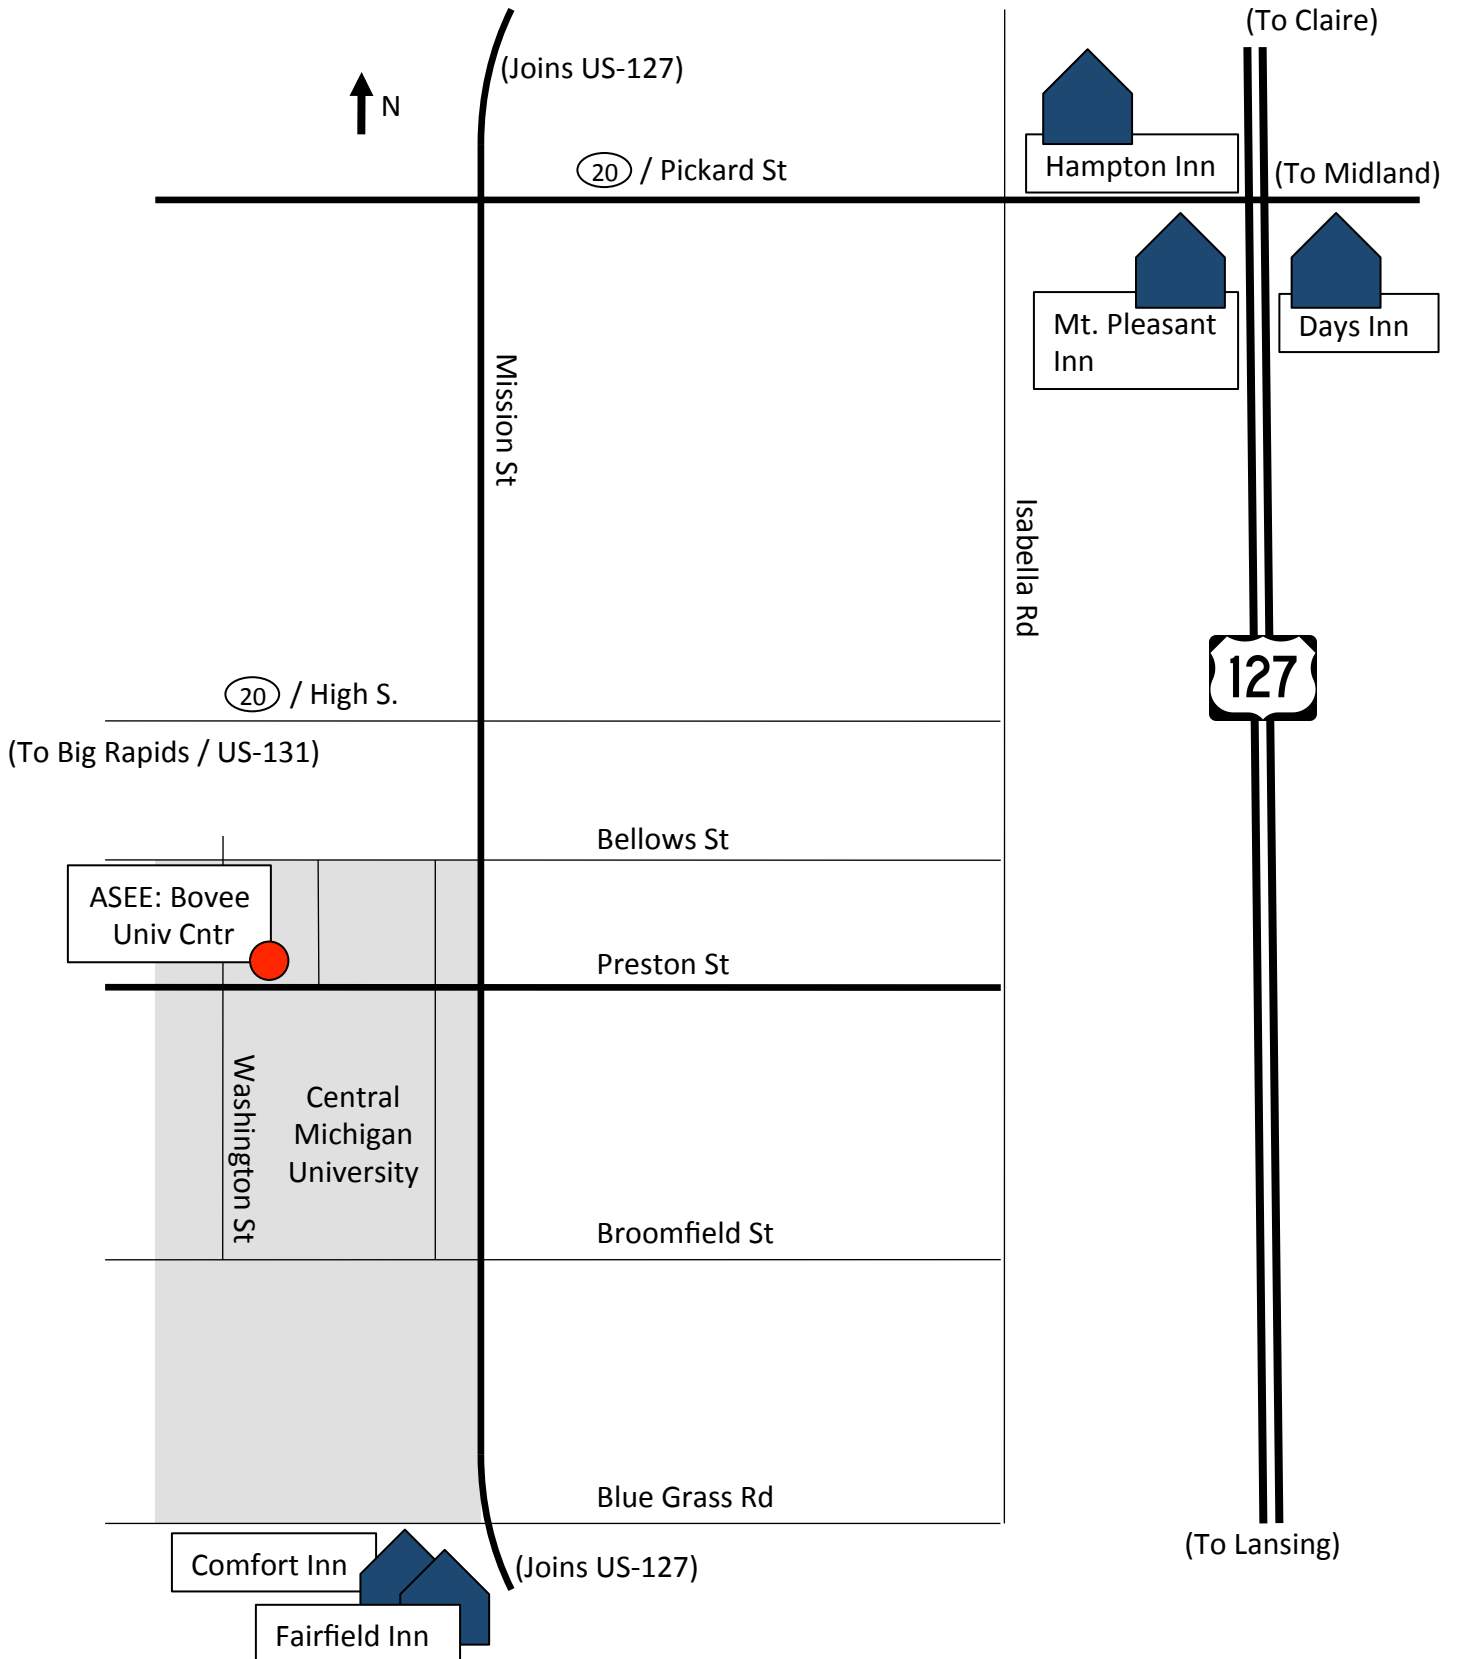 (To Claire)
(Joins US-127)
N
20 / Pickard St
Hampton Inn
(To Midland)
Mt. Pleasant
Inn
Days Inn
Mission St
Isabella Rd
127
20 / High S.
(To Big Rapids / US-131)
Bellows St
ASEE: Bovee
Univ Cntr
Preston St
Washington St
Central
Michigan
University
Broomfield St
Blue Grass Rd
(To Lansing)
Comfort Inn
(Joins US-127)
Fairfield Inn